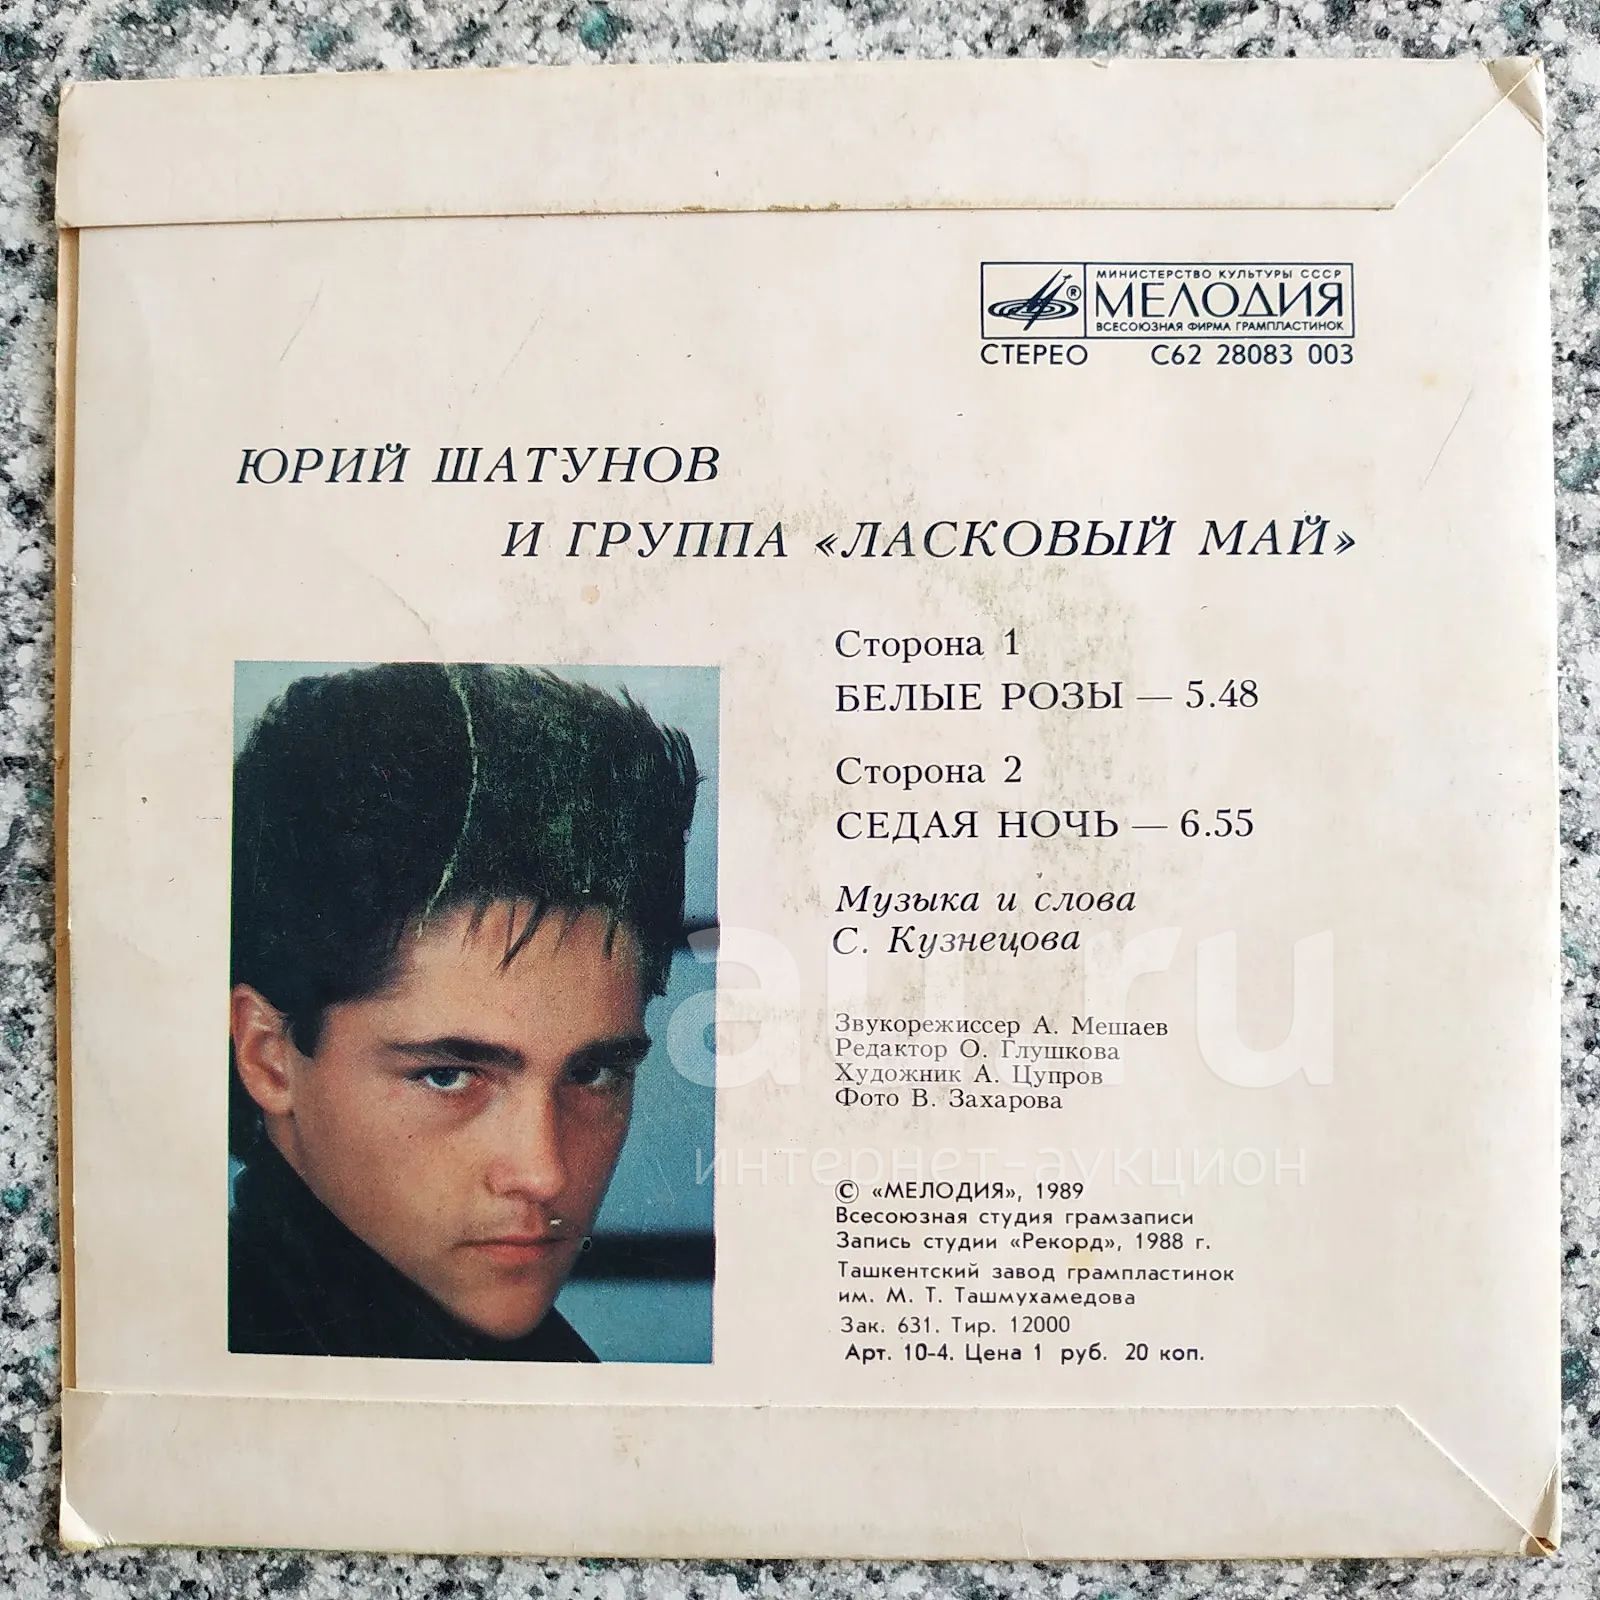 МИНИСТЕРСТВО КУЛЬТУРЫ СССР
МЕЛОДИЯ
ВСЕСОЮЗНАЯ ФИРМА ГРАМПЛАСТИНОК
СТЕРЕО С62 28083 003
ЮРИЙ ШАТУНОВ
И ГРУППА «ЛАСКОВЫЙ МАЙ»
Сторона 1
БЕЛЫЕ РОЗЫ — 5.48
Сторона 2
СЕДАЯ НОЧЬ — 6.55
Музыка и слова
С. Кузнецова
Звукорежиссер А. Мешаев
Редактор О. Глушкова
Художник А. Цупров
Фото В. Захарова
© «МЕЛОДИЯ», 1989
Всесоюзная студия грамзаписи
Запись студии «Рекорд», 1988 г.
Ташкентский завод грампластинок
им. М. Т. Ташмухамедова
Зак. 631. Тир. 12000
Арт. 10-4. Цена 1 руб. 20 коп.
au.ru
интернет-аукцион